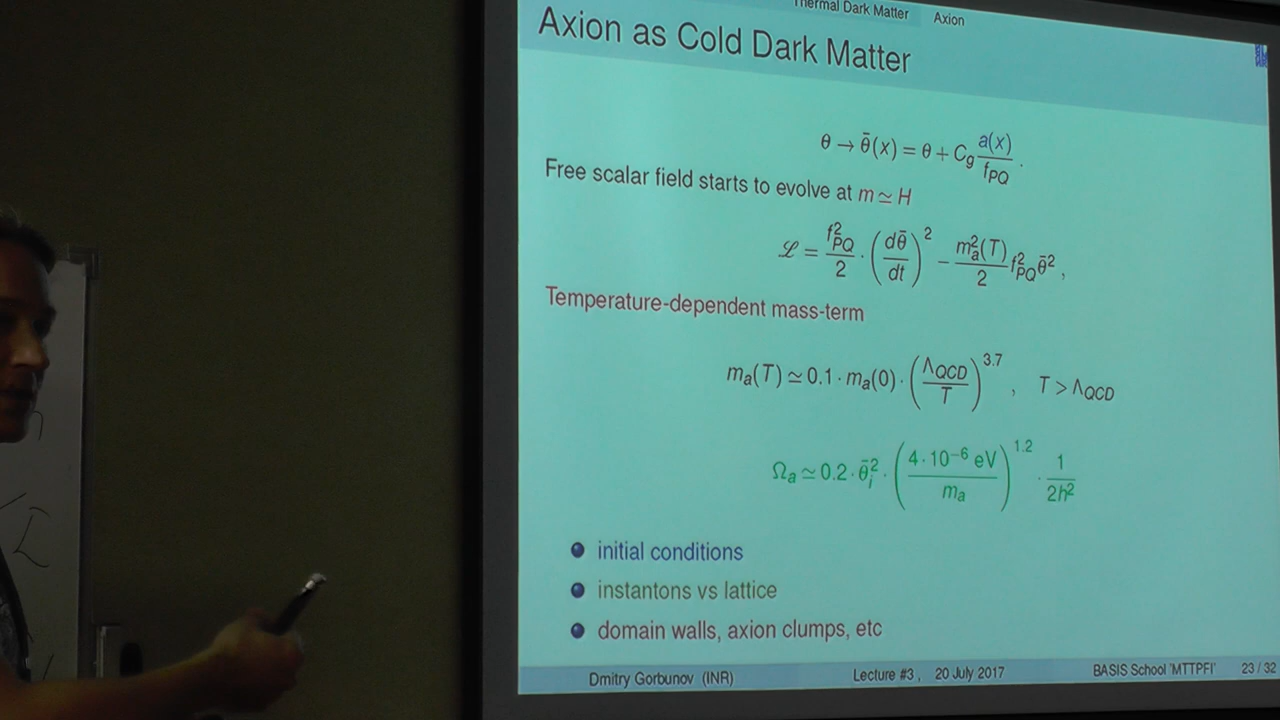 Thermal Dark Matter Axion
Axion as Cold Dark Matter
θ → θ̄(x) = θ + C_g a(x)/f_PQ .
Free scalar field starts to evolve at m ≃ H
ℒ = f²_PQ/2 · (dθ̄/dt)² − m²_a(T)/2 f²_PQ θ̄² ,
Temperature-dependent mass-term
m_a(T) ≃ 0.1 · m_a(0) · (Λ_QCD/T)^3.7 , T > Λ_QCD
Ω_a ≃ 0.2 · θ̄²_i · (4·10⁻⁶ eV/m_a)^1.2 · 1/2h²
initial conditions
instantons vs lattice
domain walls, axion clumps, etc
Dmitry Gorbunov (INR) Lecture #3 , 20 July 2017 BASIS School 'MTTPFI' 23 / 32